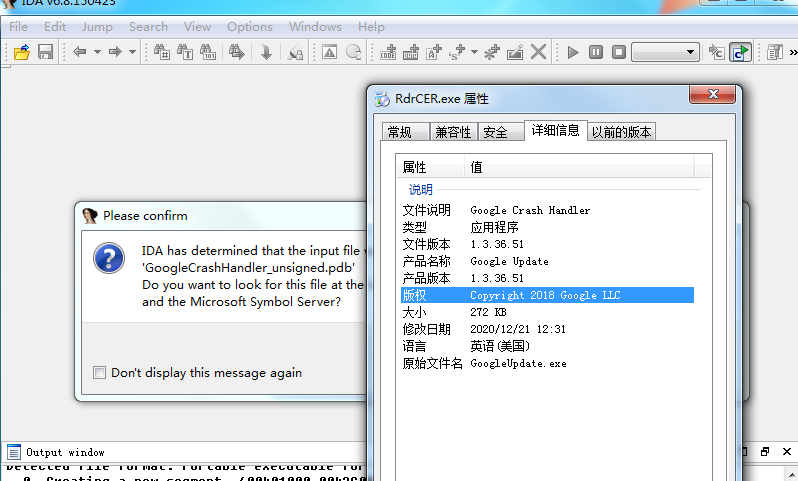 IDA v6.8.150423
File Edit Jump Search View Options Windows Help
RdrCER.exe 属性
常规 兼容性 安全 详细信息 以前的版本
属性 值
说明
文件说明 Google Crash Handler
类型 应用程序
文件版本 1.3.36.51
产品名称 Google Update
产品版本 1.3.36.51
版权 Copyright 2018 Google LLC
大小 272 KB
修改日期 2020/12/21 12:31
语言 英语(美国)
原始文件名 GoogleUpdate.exe
Please confirm
IDA has determined that the input file
'GoogleCrashHandler_unsigned.pdb'
Do you want to look for this file at the
and the Microsoft Symbol Server?
Don't display this message again
Output window
Detected file format: Portable executable for
0. Creating a new segment